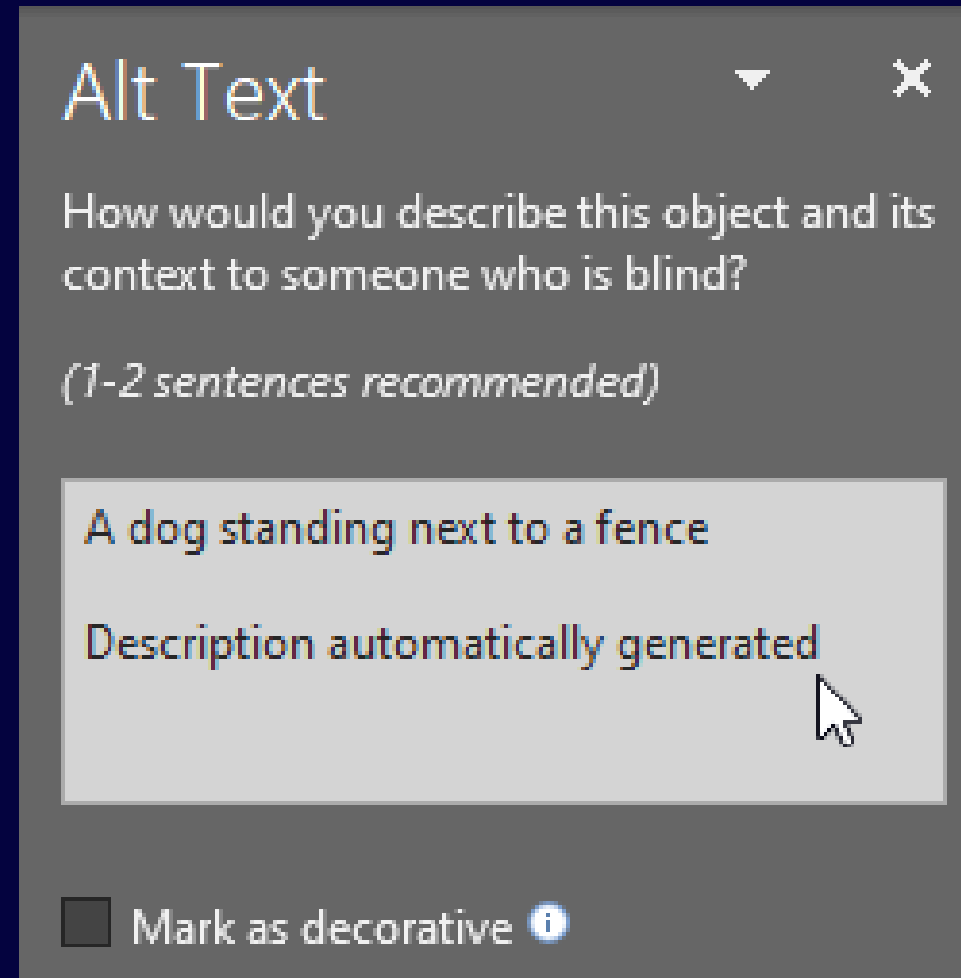 Alt Text
How would you describe this object and its
context to someone who is blind?
(1-2 sentences recommended)
A dog standing next to a fence
Description automatically generated
Mark as decorative